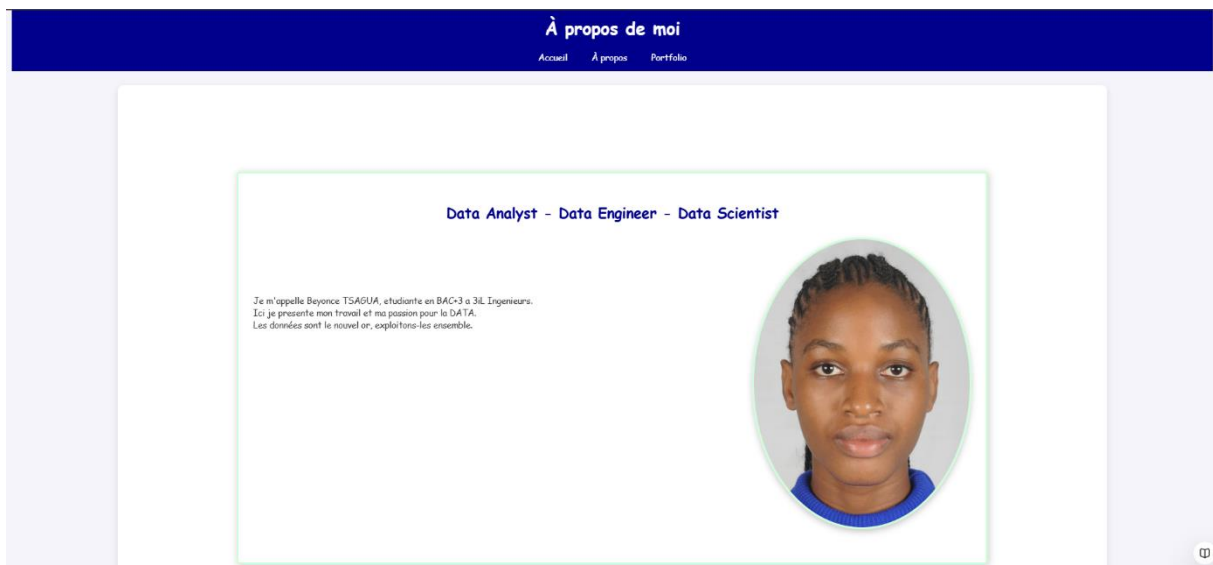 À propos de moi
Accueil À propos Portfolio
Data Analyst - Data Engineer - Data Scientist
Je m'appelle Beyonce TSAGUA, etudiante en BAC+3 a 3iL Ingenieurs.
Ici je presente mon travail et ma passion pour la DATA.
Les données sont le nouvel or, exploitons-les ensemble.